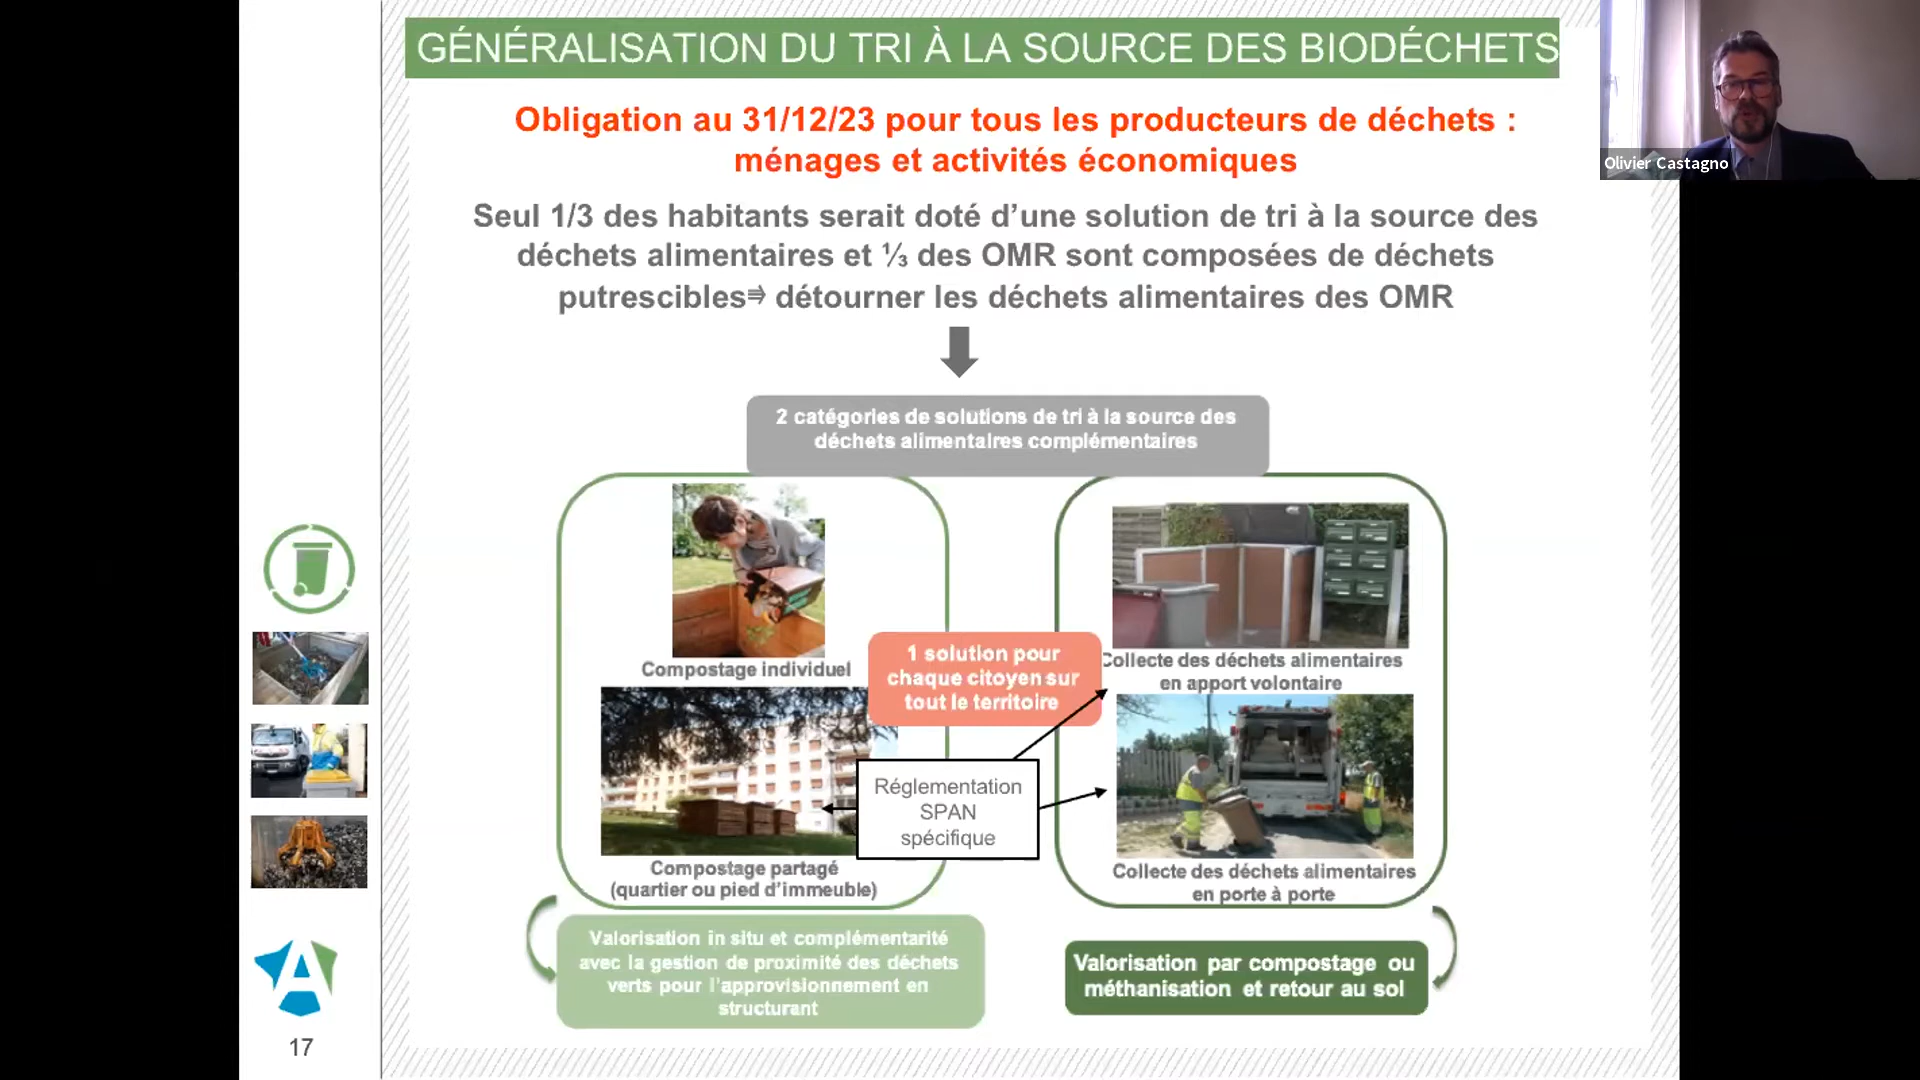 GÉNÉRALISATION DU TRI À LA SOURCE DES BIODÉCHETS
Obligation au 31/12/23 pour tous les producteurs de déchets :
ménages et activités économiques
Seul 1/3 des habitants serait doté d’une solution de tri à la source des
déchets alimentaires et ⅓ des OMR sont composées de déchets
putrescibles⇛ détourner les déchets alimentaires des OMR
2 catégories de solutions de tri à la source des
déchets alimentaires complémentaires
Compostage individuel
Compostage partagé
(quartier ou pied d’immeuble)
1 solution pour
chaque citoyen sur
tout le territoire
Réglementation
SPAN
spécifique
Collecte des déchets alimentaires
en apport volontaire
Collecte des déchets alimentaires
en porte à porte
Valorisation in situ et complémentarité
avec la gestion de proximité des déchets
verts pour l’approvisionnement en
structurant
Valorisation par compostage ou
méthanisation et retour au sol
17
Olivier Castagno